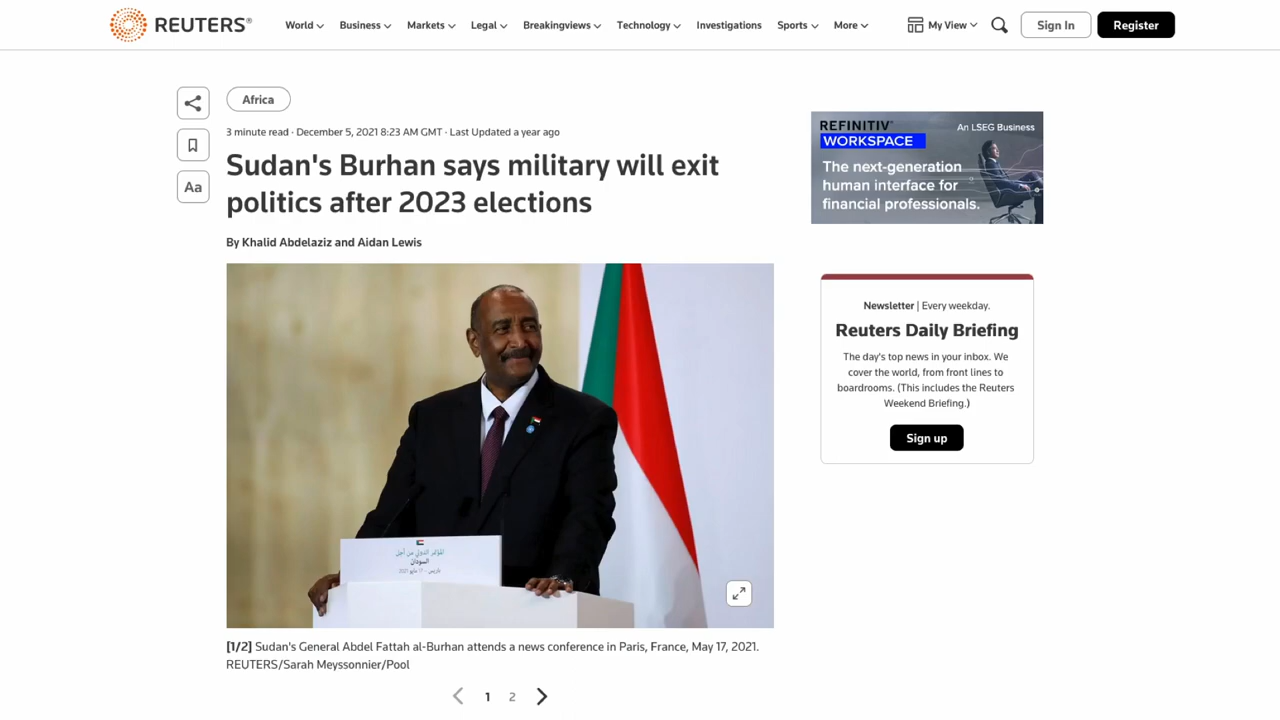 REUTERS®
World
Business
Markets
Legal
Breakingviews
Technology
Investigations
Sports
More
My View
Sign In
Register
Africa
3 minute read · December 5, 2021 8:23 AM GMT · Last Updated a year ago
Aa
Sudan's Burhan says military will exit
politics after 2023 elections
By Khalid Abdelaziz and Aidan Lewis
المؤتمر الدولي من أجل
السودان
باريس، ١٧ مايو 2021
[1/2] Sudan's General Abdel Fattah al-Burhan attends a news conference in Paris, France, May 17, 2021.
REUTERS/Sarah Meyssonnier/Pool
1 2
REFINITIV
WORKSPACE
An LSEG Business
The next-generation
human interface for
financial professionals.
Newsletter | Every weekday.
Reuters Daily Briefing
The day's top news in your inbox. We
cover the world, from front lines to
boardrooms. (This includes the Reuters
Weekend Briefing.)
Sign up